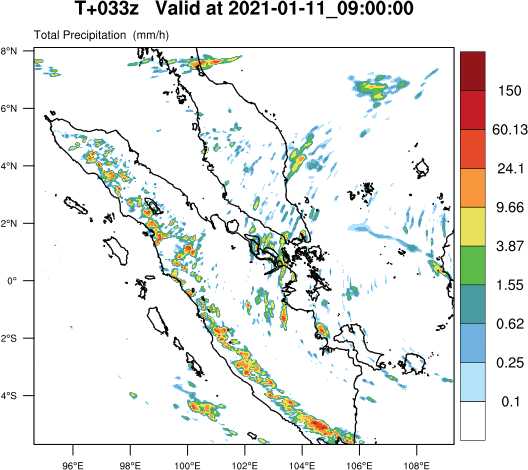 T+033z Valid at 2021-01-11_09:00:00
Total Precipitation (mm/h)
8°N
6°N
4°N
2°N
0°
2°S
4°S
96°E 98°E 100°E 102°E 104°E 106°E 108°E
150
60.13
24.1
9.66
3.87
1.55
0.62
0.25
0.1